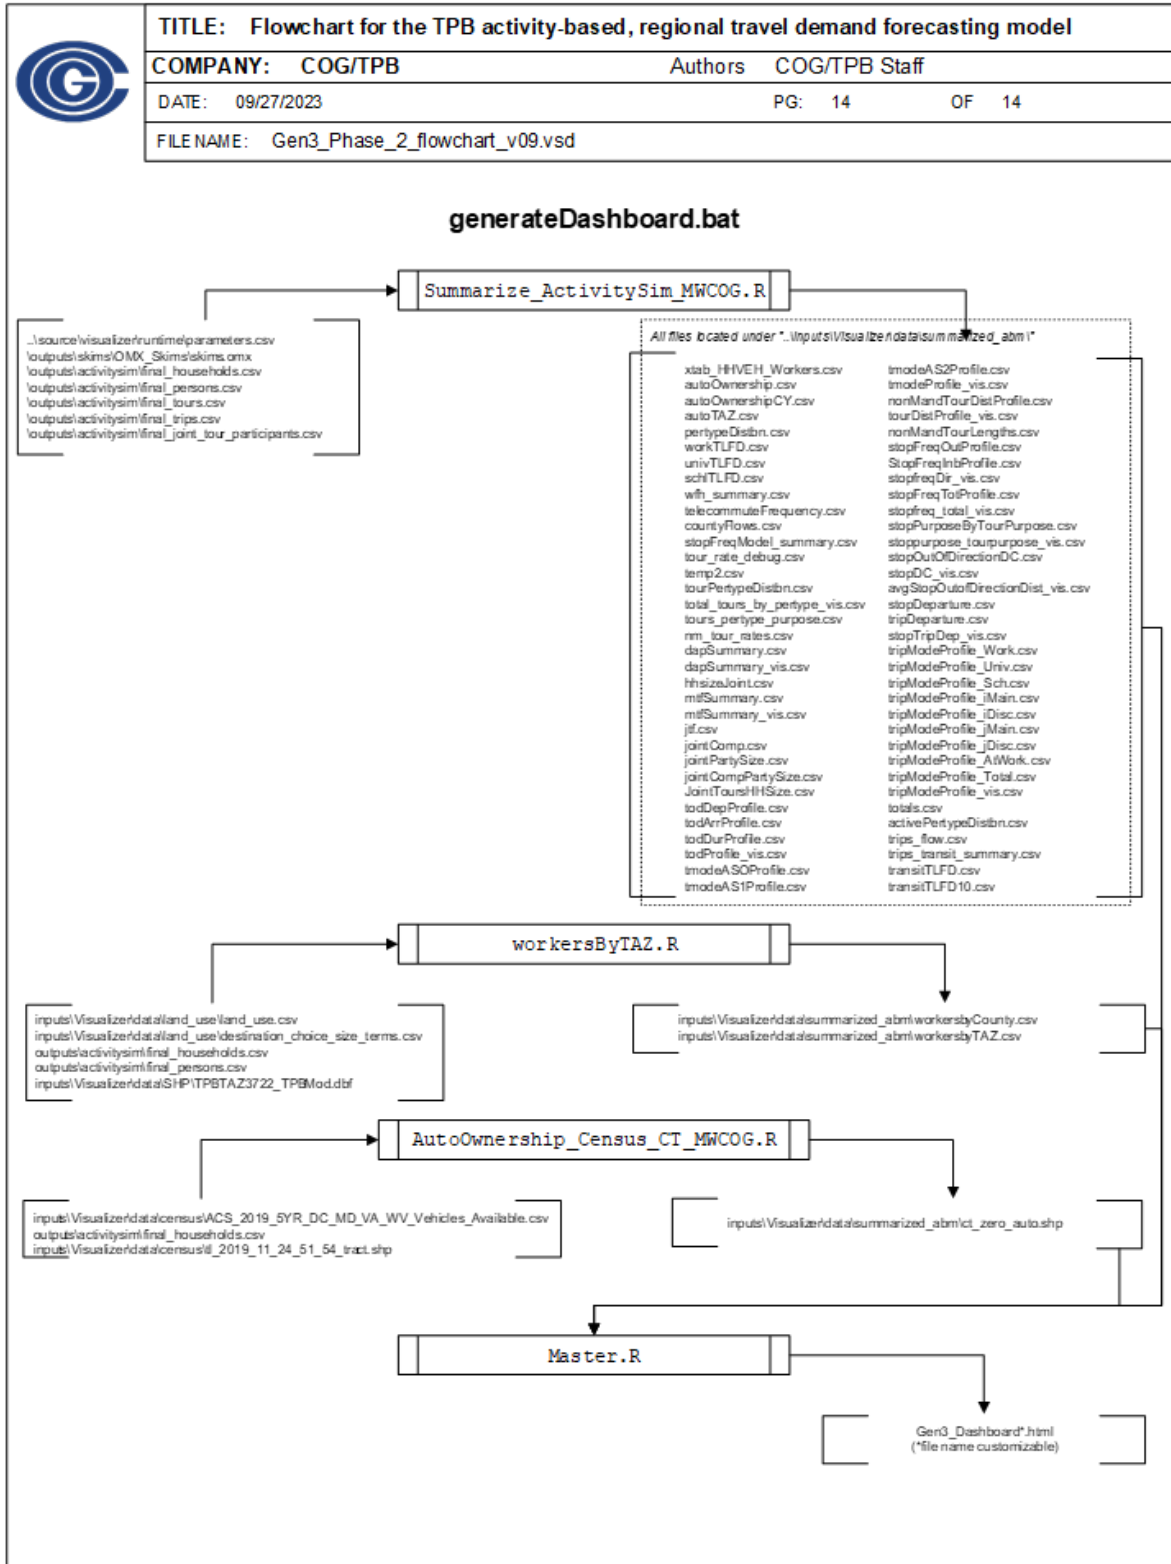 TITLE: Flowchart for the TPB activity-based, regional travel demand forecasting model
COMPANY: COG/TPB Authors COG/TPB Staff
DATE: 09/27/2023 PG: 14 OF 14
FILENAME: Gen3_Phase_2_flowchart_v09.vsd
generateDashboard.bat
Summarize_ActivitySim_MWCOG.R
..\source\visualizer\runtime\parameters.csv
\outputs\skims\OMX_Skims\skims.omx
\outputs\activitysim\final_households.csv
\outputs\activitysim\final_persons.csv
\outputs\activitysim\final_tours.csv
\outputs\activitysim\final_trips.csv
\outputs\activitysim\final_joint_tour_participants.csv
All files located under "..\Inputs\Visualizer\data\summarized_abm\"
xtab_HHVEH_Workers.csv
autoOwnership.csv
autoOwnershipCY.csv
autoTAZ.csv
pertypeDistbn.csv
workTLFD.csv
univTLFD.csv
schlTLFD.csv
wfh_summary.csv
telecommuteFrequency.csv
countyFlows.csv
stopFreqModel_summary.csv
tour_rate_debug.csv
temp2.csv
tourPertypeDistbn.csv
total_tours_by_pertype_vis.csv
tours_pertype_purpose.csv
nm_tour_rates.csv
dapSummary.csv
dapSummary_vis.csv
hhsizeJoint.csv
mtfSummary.csv
mtfSummary_vis.csv
jtf.csv
jointComp.csv
jointPartySize.csv
jointCompPartySize.csv
JointToursHHSize.csv
todDepProfile.csv
todArrProfile.csv
todDurProfile.csv
todProfile_vis.csv
tmodeAS0Profile.csv
tmodeAS1Profile.csv
tmodeAS2Profile.csv
tmodeProfile_vis.csv
nonMandTourDistProfile.csv
tourDistProfile_vis.csv
nonMandTourLengths.csv
stopFreqOutProfile.csv
StopFreqInbProfile.csv
stopfreqDir_vis.csv
stopFreqTotProfile.csv
stopfreq_total_vis.csv
stopPurposeByTourPurpose.csv
stoppurpose_tourpurpose_vis.csv
stopOutOfDirectionDC.csv
stopDC_vis.csv
avgStopOutofDirectionDist_vis.csv
stopDeparture.csv
tripDeparture.csv
stopTripDep_vis.csv
tripModeProfile_Work.csv
tripModeProfile_Univ.csv
tripModeProfile_Sch.csv
tripModeProfile_iMain.csv
tripModeProfile_iDisc.csv
tripModeProfile_jMain.csv
tripModeProfile_jDisc.csv
tripModeProfile_AtWork.csv
tripModeProfile_Total.csv
tripModeProfile_vis.csv
totals.csv
activePertypeDistbn.csv
trips_flow.csv
trips_transit_summary.csv
transitTLFD.csv
transitTLFD10.csv
workersByTAZ.R
inputs\Visualizer\data\land_use\land_use.csv
inputs\Visualizer\data\land_use\destination_choice_size_terms.csv
outputs\activitysim\final_households.csv
outputs\activitysim\final_persons.csv
inputs\Visualizer\data\SHP\TPBTAZ3722_TPBMod.dbf
inputs\Visualizer\data\summarized_abm\workersbyCounty.csv
inputs\Visualizer\data\summarized_abm\workersbyTAZ.csv
AutoOwnership_Census_CT_MWCOG.R
inputs\Visualizer\data\census\ACS_2019_5YR_DC_MD_VA_WV_Vehicles_Available.csv
outputs\activitysim\final_households.csv
inputs\Visualizer\data\census\tl_2019_11_24_51_54_tract.shp
inputs\Visualizer\data\summarized_abm\ct_zero_auto.shp
Master.R
Gen3_Dashboard*.html
(*file name customizable)